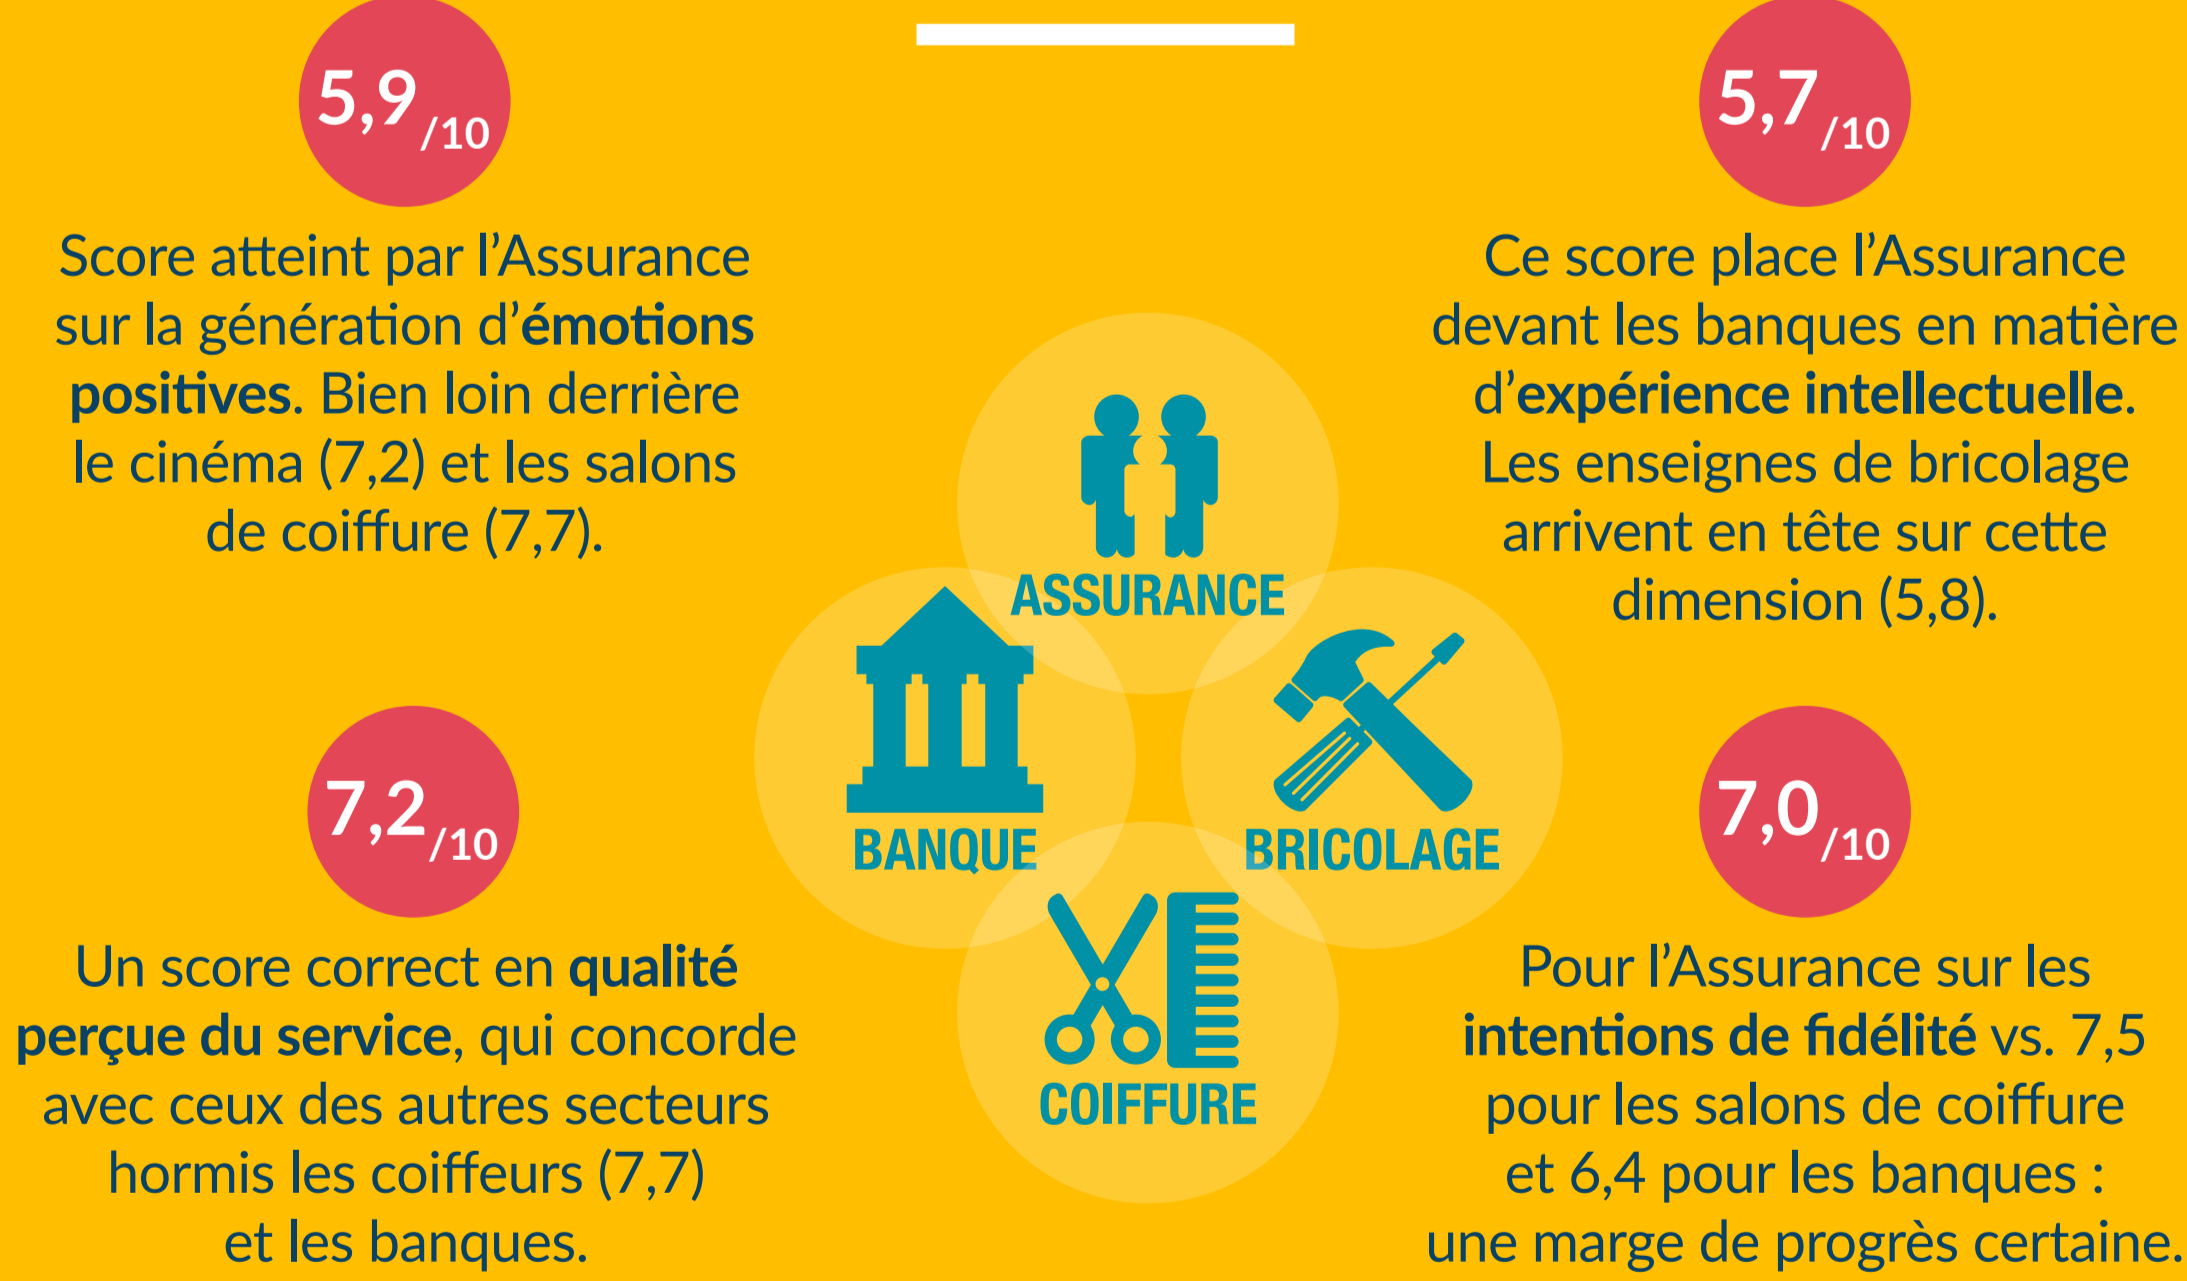 5,9/10
Score atteint par l’Assurance
sur la génération d’émotions
positives. Bien loin derrière
le cinéma (7,2) et les salons
de coiffure (7,7).
5,7/10
Ce score place l’Assurance
devant les banques en matière
d’expérience intellectuelle.
Les enseignes de bricolage
arrivent en tête sur cette
dimension (5,8).
ASSURANCE
BANQUE
BRICOLAGE
COIFFURE
7,2/10
Un score correct en qualité
perçue du service, qui concorde
avec ceux des autres secteurs
hormis les coiffeurs (7,7)
et les banques.
7,0/10
Pour l’Assurance sur les
intentions de fidélité vs. 7,5
pour les salons de coiffure
et 6,4 pour les banques :
une marge de progrès certaine.